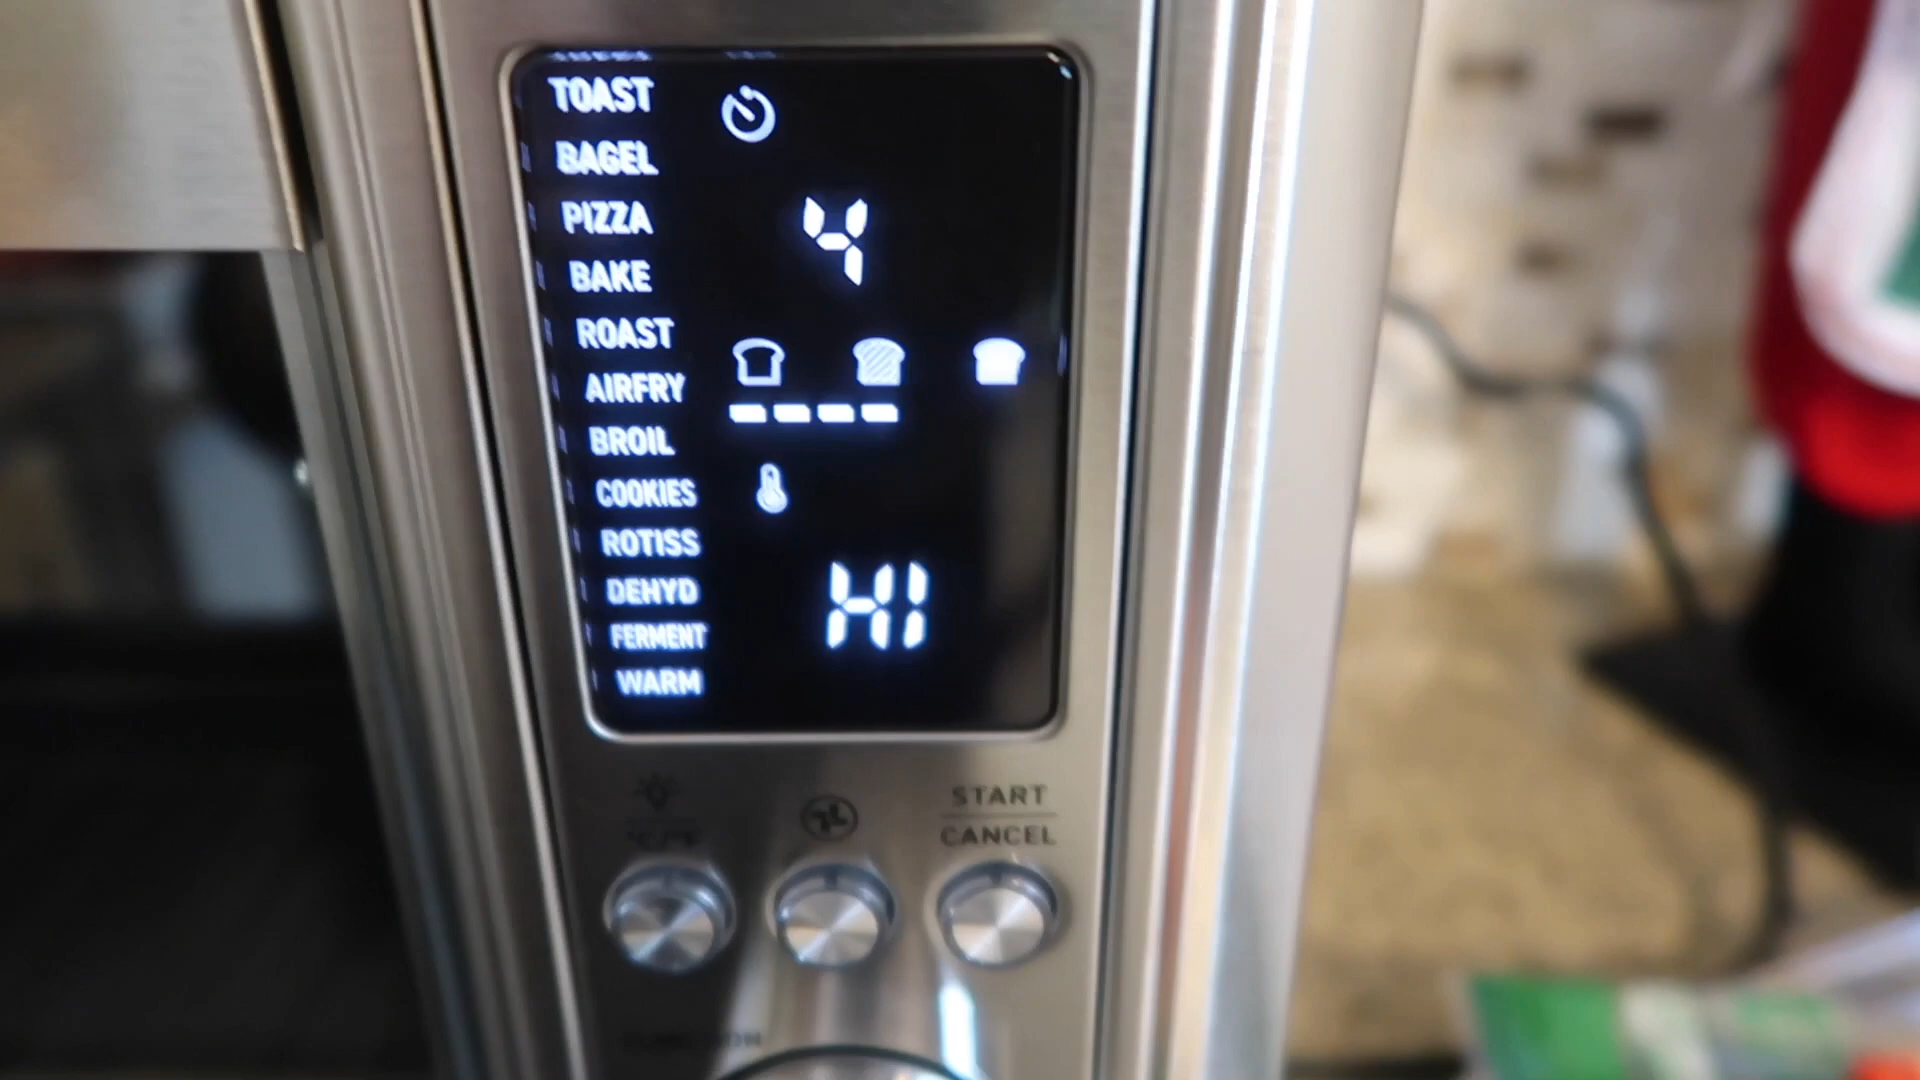 TOAST
BAGEL
PIZZA
BAKE
ROAST
AIRFRY
BROIL
COOKIES
ROTISS
DEHYD
FERMENT
WARM
4
HI
START
CANCEL